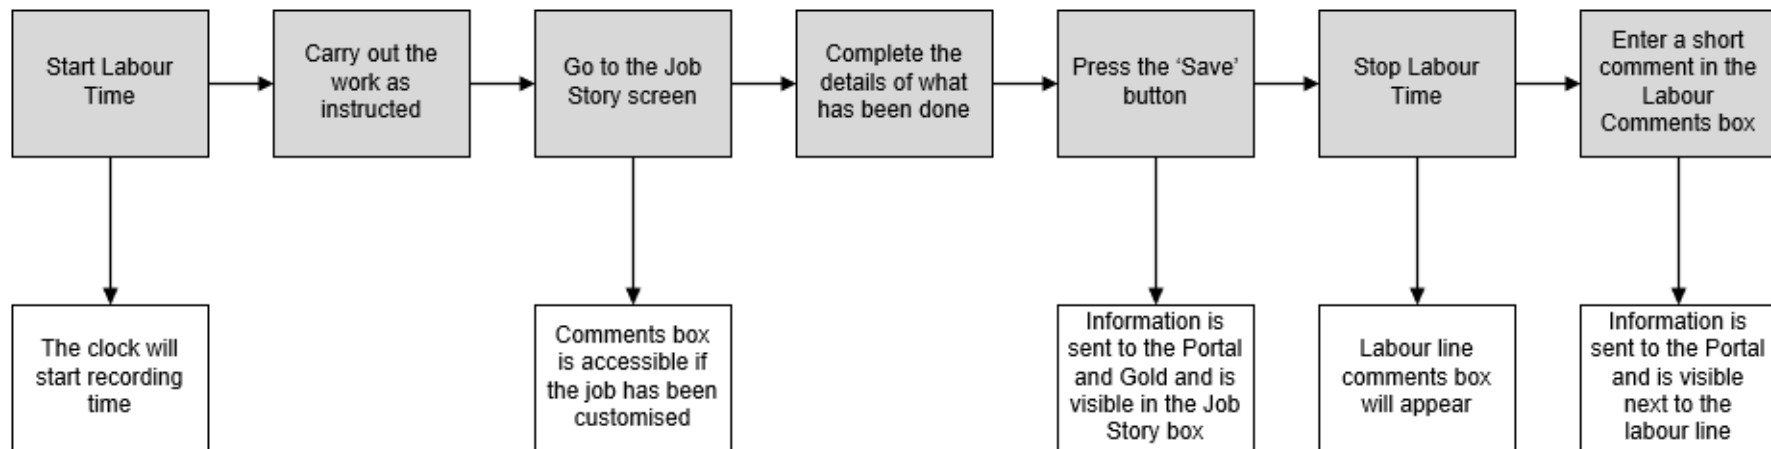 Start Labour
Time
Carry out the
work as
instructed
Go to the Job
Story screen
Complete the
details of what
has been done
Press the ‘Save’
button
Stop Labour
Time
Enter a short
comment in the
Labour
Comments box
The clock will
start recording
time
Comments box
is accessible if
the job has been
customised
Information is
sent to the Portal
and Gold and is
visible in the Job
Story box
Labour line
comments box
will appear
Information is
sent to the Portal
and is visible
next to the
labour line